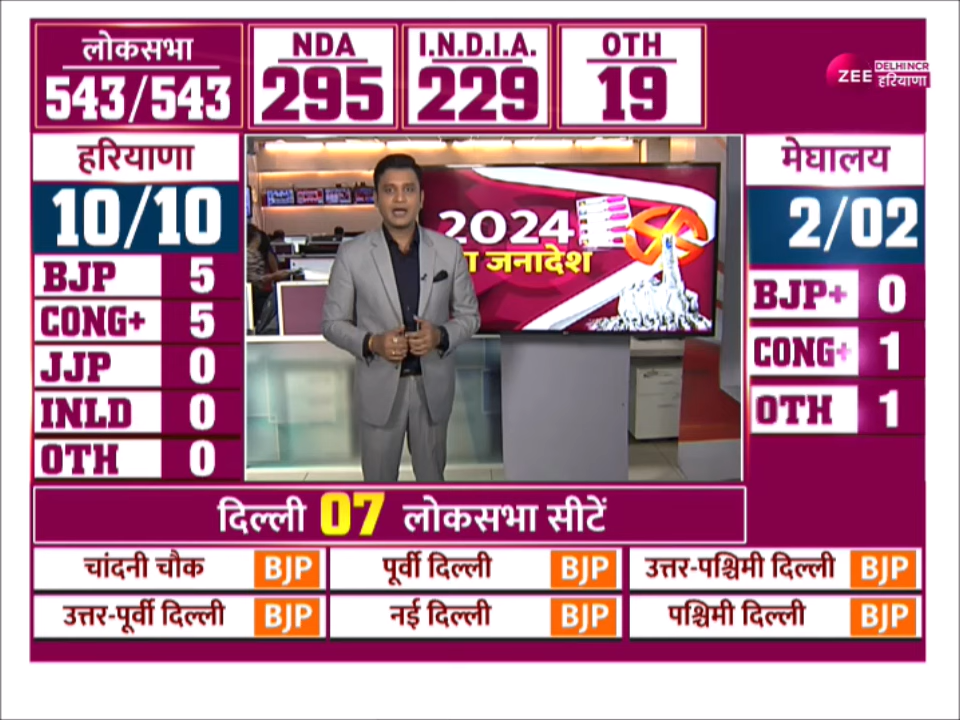 लोकसभा
543/543
NDA
295
I.N.D.I.A.
229
OTH
19
ZEE DELHI NCR
हरियाणा
हरियाणा
10/10
BJP 5
CONG+ 5
JJP 0
INLD 0
OTH 0
2024
जनादेश
मेघालय
2/02
BJP+ 0
CONG+ 1
OTH 1
दिल्ली 07 लोकसभा सीटें
चांदनी चौक BJP पूर्वी दिल्ली BJP उत्तर-पश्चिमी दिल्ली BJP
उत्तर-पूर्वी दिल्ली BJP नई दिल्ली BJP पश्चिमी दिल्ली BJP